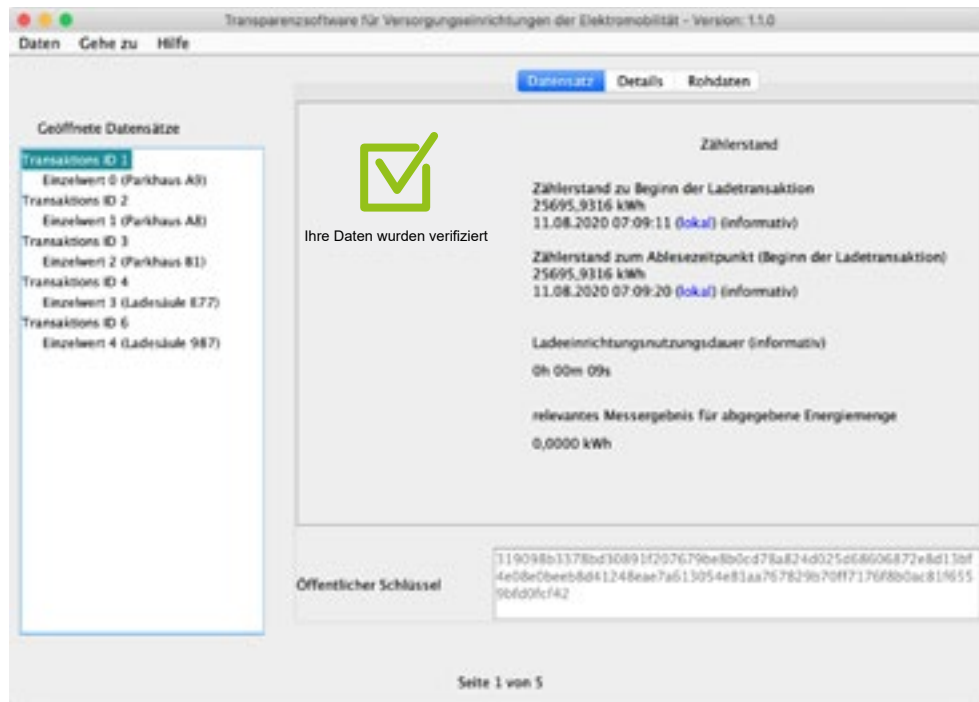 Transparenzsoftware für Versorgungseinrichtungen der Elektromobilität - Version: 1.1.0
Daten Gehe zu Hilfe
Datensatz Details Rohdaten
Geöffnete Datensätze
Transaktions ID 1
Einzelwert 0 (Parkhaus A9)
Transaktions ID 2
Einzelwert 1 (Parkhaus A8)
Transaktions ID 3
Einzelwert 2 (Parkhaus B1)
Transaktions ID 4
Einzelwert 3 (Ladesäule E77)
Transaktions ID 6
Einzelwert 4 (Ladesäule 987)
Ihre Daten wurden verifiziert
Zählerstand
Zählerstand zu Beginn der Ladetransaktion
25695,9316 kWh
11.08.2020 07:09:11 (lokal) (informativ)
Zählerstand zum Ablesezeitpunkt (Beginn der Ladetransaktion)
25695,9316 kWh
11.08.2020 07:09:20 (lokal) (informativ)
Ladeeinrichtungsnutzungsdauer (informativ)
0h 00m 09s
relevantes Messergebnis für abgegebene Energiemenge
0,0000 kWh
Öffentlicher Schlüssel
Seite 1 von 5